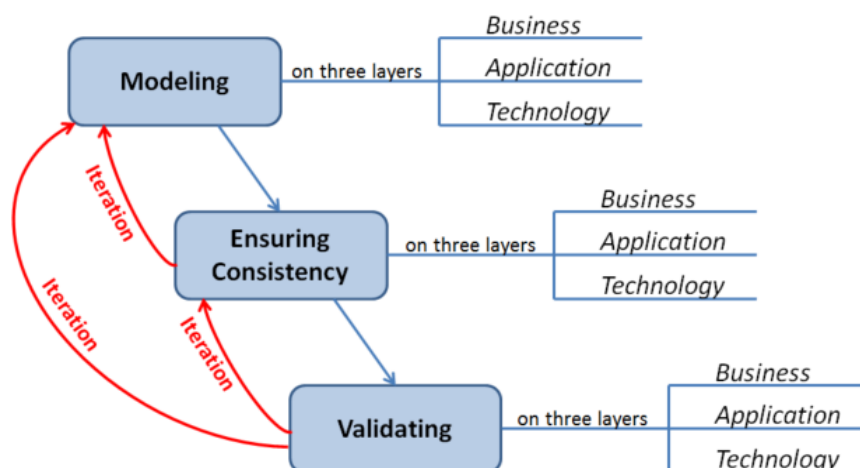 Business
Modeling
on three layers
Application
Technology
Iteration
Business
Ensuring
Consistency
on three layers
Application
Technology
Iteration
Iteration
Business
Validating
on three layers
Application
Technology